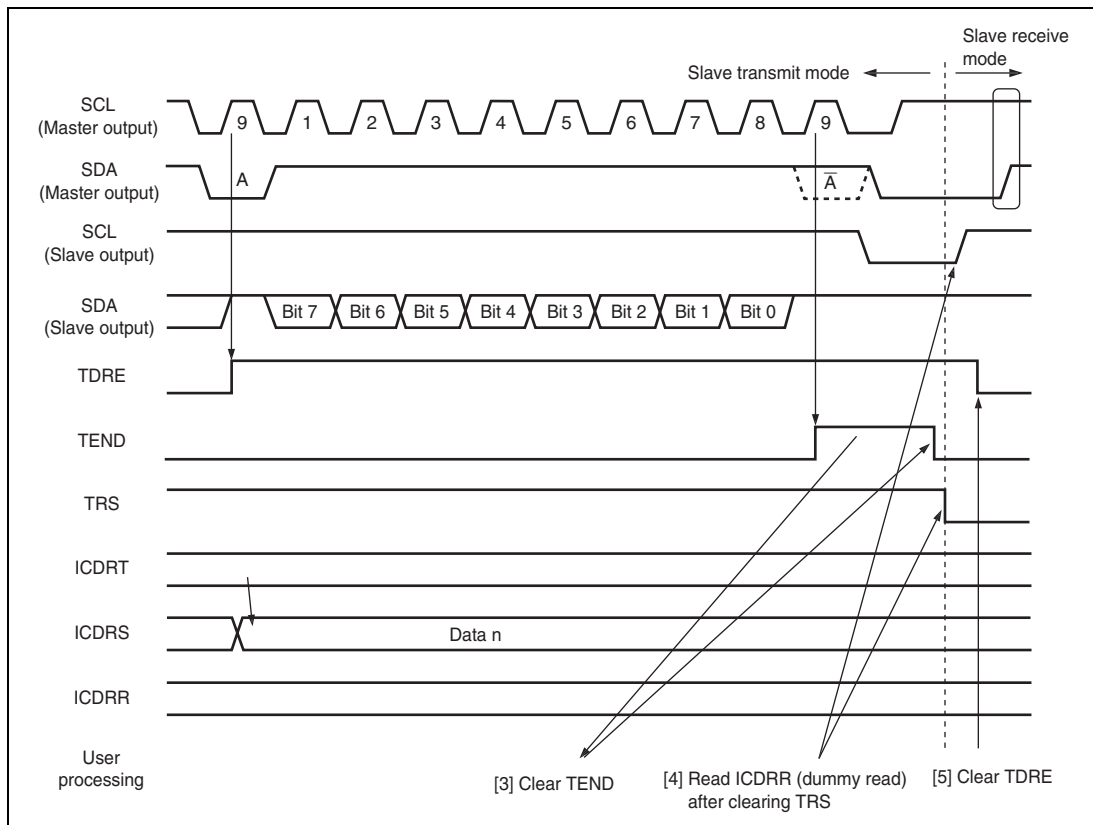 Slave receive
mode
Slave transmit mode
SCL
(Master output)
9 1 2 3 4 5 6 7 8 9
SDA
(Master output)
A A̅
SCL
(Slave output)
SDA
(Slave output)
Bit 7 Bit 6 Bit 5 Bit 4 Bit 3 Bit 2 Bit 1 Bit 0
TDRE
TEND
TRS
ICDRT
ICDRS
Data n
ICDRR
User
processing
[3] Clear TEND
[4] Read ICDRR (dummy read)
after clearing TRS
[5] Clear TDRE